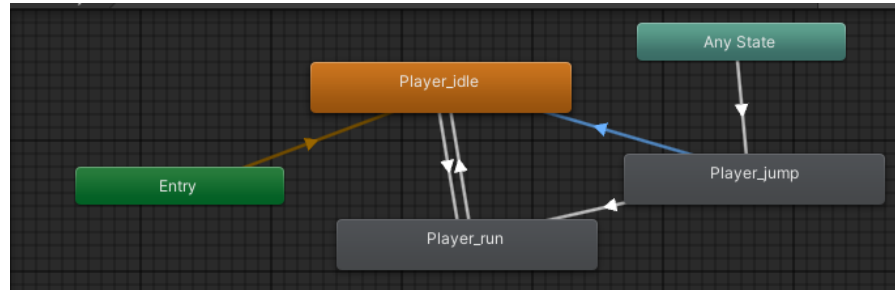 Any State
Player_idle
Player_jump
Entry
Player_run